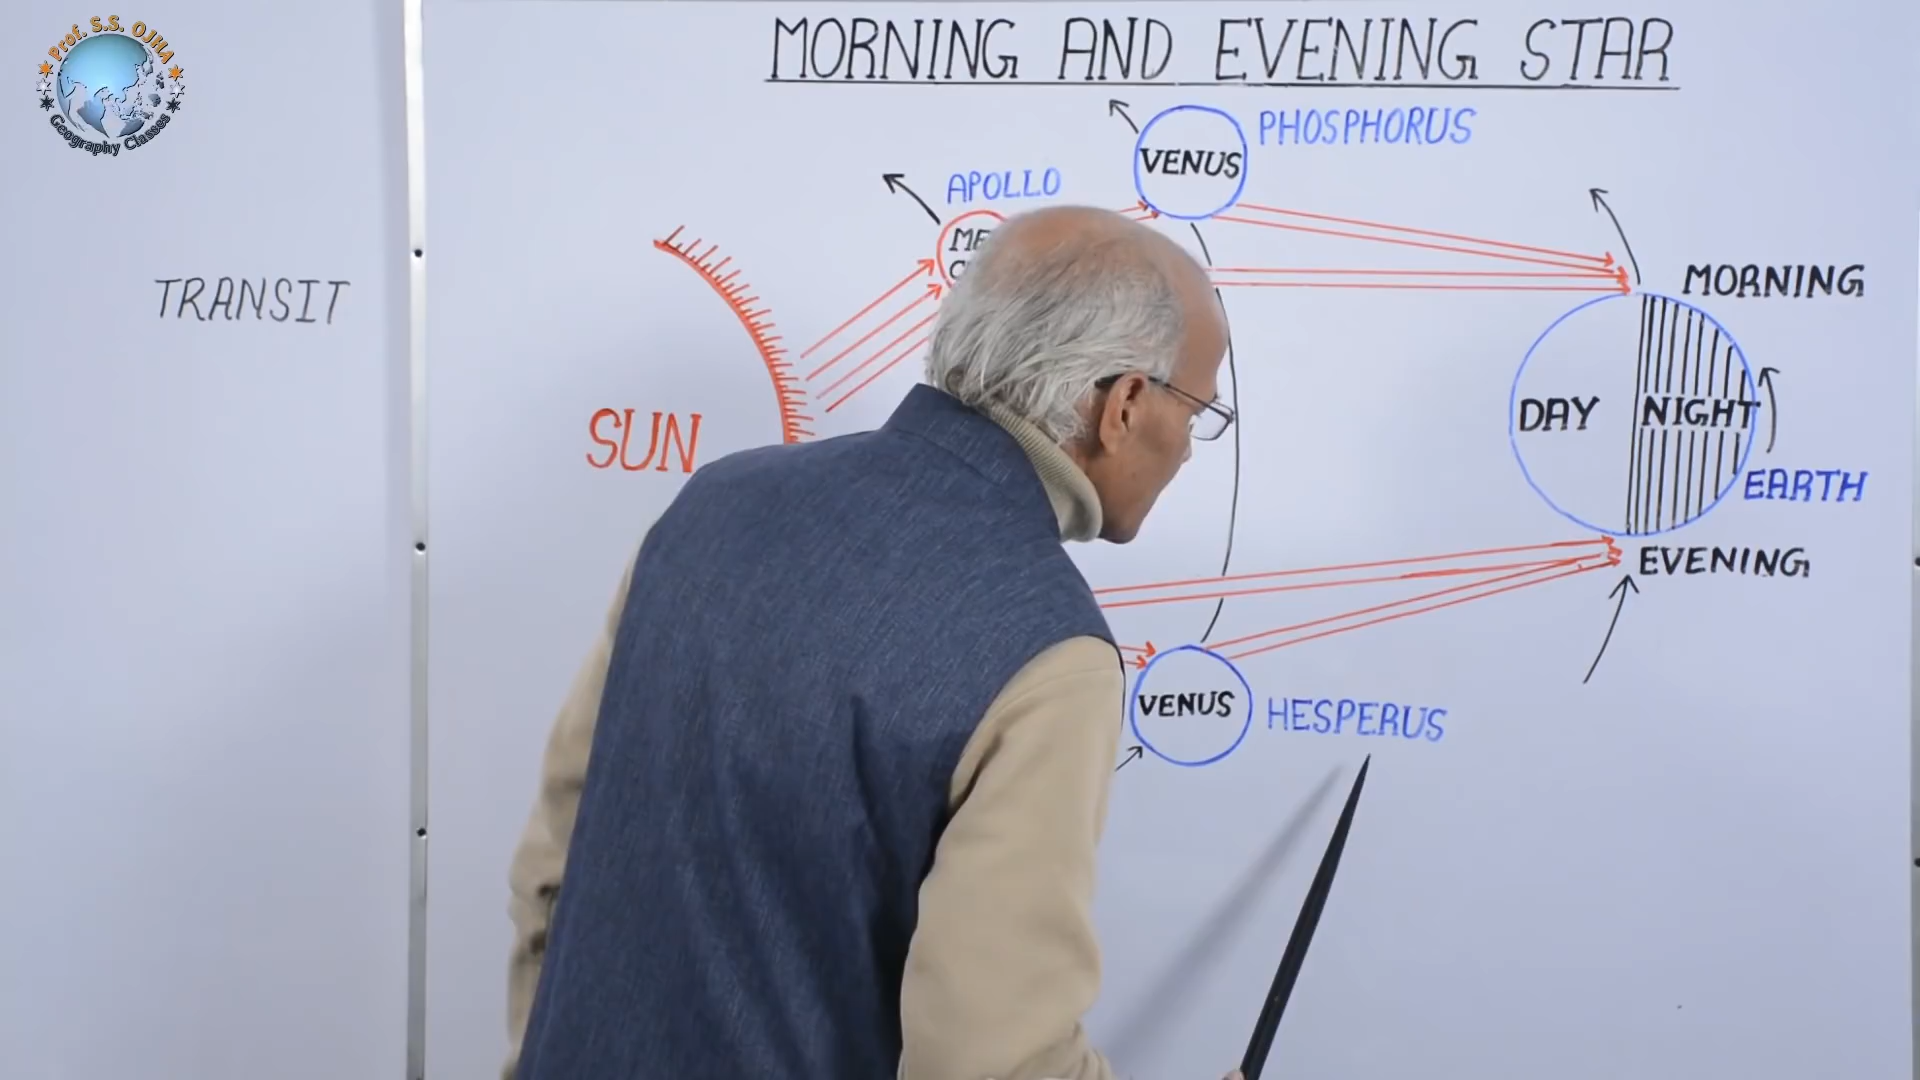 Prof. S.S. OJHA
Geography Classes
MORNING AND EVENING STAR
TRANSIT
SUN
APOLLO
VENUS
PHOSPHORUS
MORNING
DAY
NIGHT
EARTH
EVENING
VENUS
HESPERUS